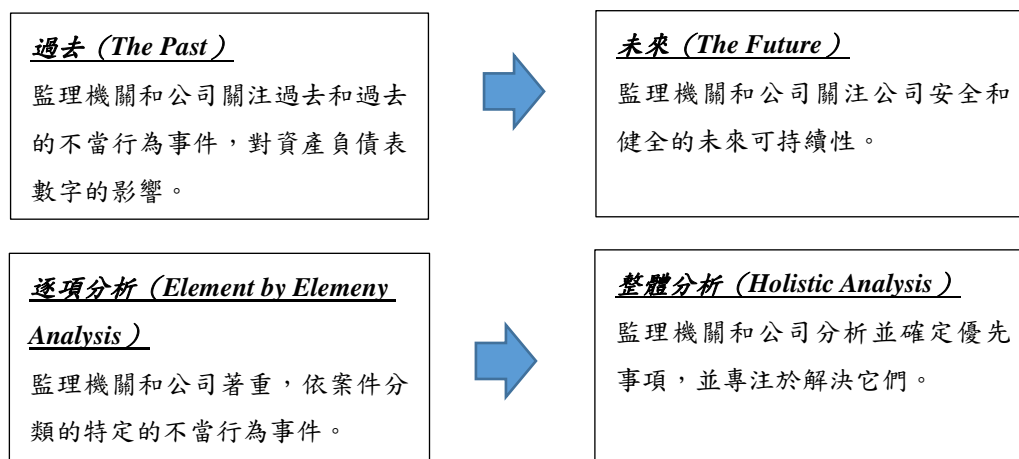 過去（The Past）
監理機關和公司關注過去和過去
的不當行為事件，對資產負債表
數字的影響。
未來（The Future）
監理機關和公司關注公司安全和
健全的未來可持續性。
逐項分析（Element by Elemeny
Analysis）
監理機關和公司著重，依案件分
類的特定的不當行為事件。
整體分析（Holistic Analysis）
監理機關和公司分析並確定優先
事項，並專注於解決它們。